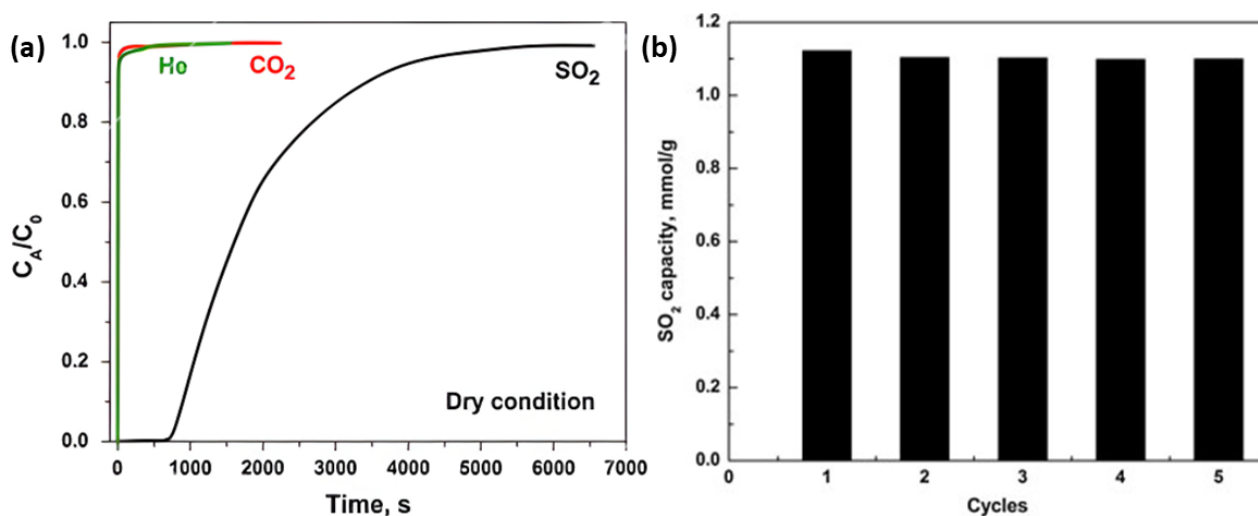 (a)
C_A/C_0
1.0
0.8
0.6
0.4
0.2
0.0
He
CO₂
SO₂
Dry condition
0 1000 2000 3000 4000 5000 6000 7000
Time, s
(b)
SO₂ capacity, mmol/g
1.2
1.0
0.8
0.6
0.4
0.2
0.0
0 1 2 3 4 5
Cycles